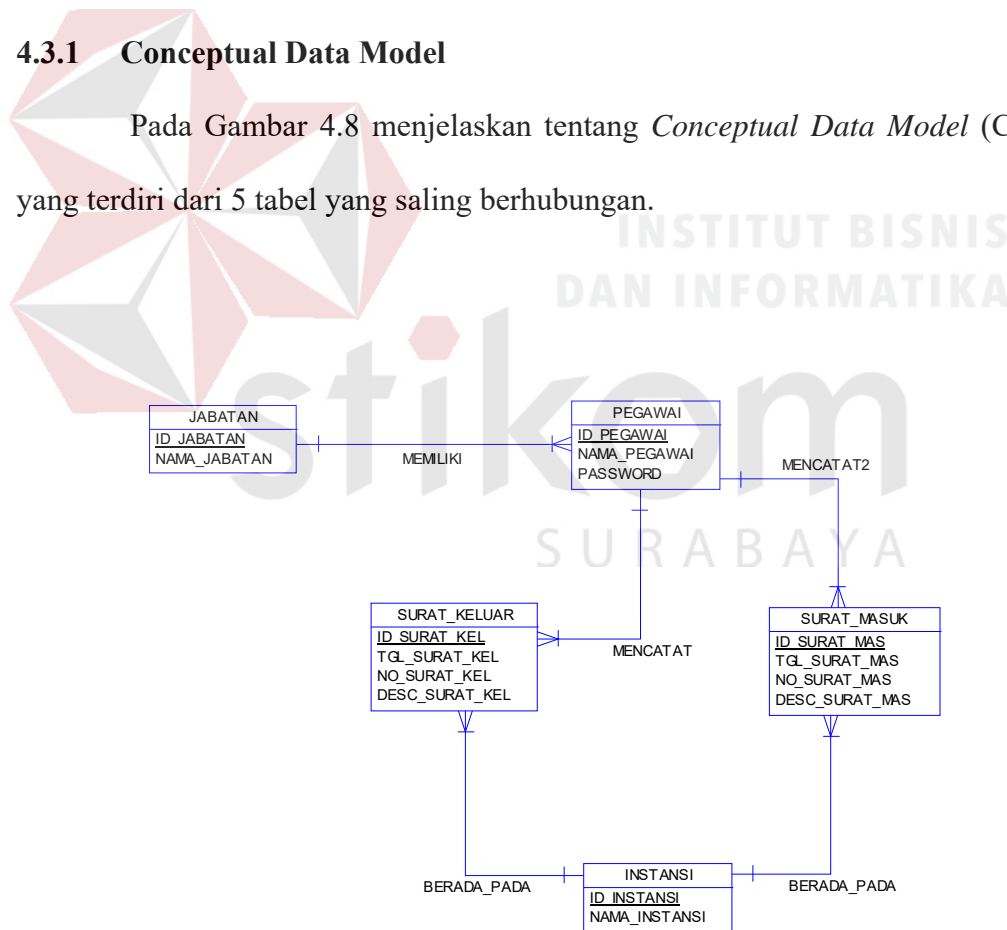 4.3.1 Conceptual Data Model
Pada Gambar 4.8 menjelaskan tentang Conceptual Data Model (C
yang terdiri dari 5 tabel yang saling berhubungan.
INSTITUT BISNIS
DAN INFORMATIKA
stikom
SURABAYA
JABATAN
ID_JABATAN
NAMA_JABATAN
MEMILIKI
PEGAWAI
ID_PEGAWAI
NAMA_PEGAWAI
PASSWORD
MENCATAT2
SURAT_KELUAR
ID_SURAT_KEL
TGL_SURAT_KEL
NO_SURAT_KEL
DESC_SURAT_KEL
MENCATAT
SURAT_MASUK
ID_SURAT_MAS
TGL_SURAT_MAS
NO_SURAT_MAS
DESC_SURAT_MAS
BERADA_PADA
INSTANSI
ID_INSTANSI
NAMA_INSTANSI
BERADA_PADA